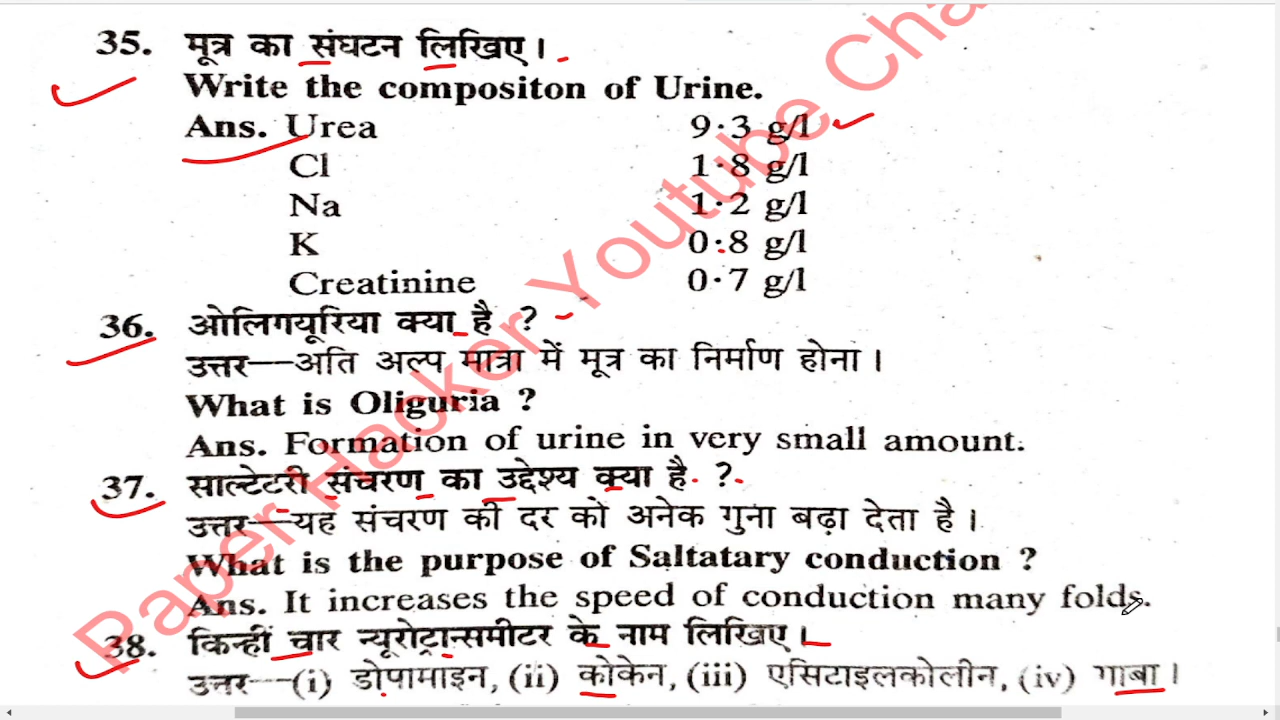 35. मूत्र का संघटन लिखिए।
Write the compositon of Urine.
Ans. Urea 9·3 g/l
Cl 1·8 g/l
Na 1·2 g/l
K 0·8 g/l
Creatinine 0·7 g/l
36. ओलिगयूरिया क्या है ?
उत्तर—अति अल्प मात्रा में मूत्र का निर्माण होना।
What is Oliguria ?
Ans. Formation of urine in very small amount.
37. साल्टेटरी संचरण का उद्देश्य क्या है ?
उत्तर—यह संचरण की दर को अनेक गुना बढ़ा देता है।
What is the purpose of Saltatary conduction ?
Ans. It increases the speed of conduction many folds.
38. किन्हीं चार न्यूरोट्रान्समीटर के नाम लिखिए।
उत्तर—(i) डोपामाइन, (ii) कोकेन, (iii) एसिटाइलकोलीन, (iv) गाबा।
Paper Hacker Youtube Cha